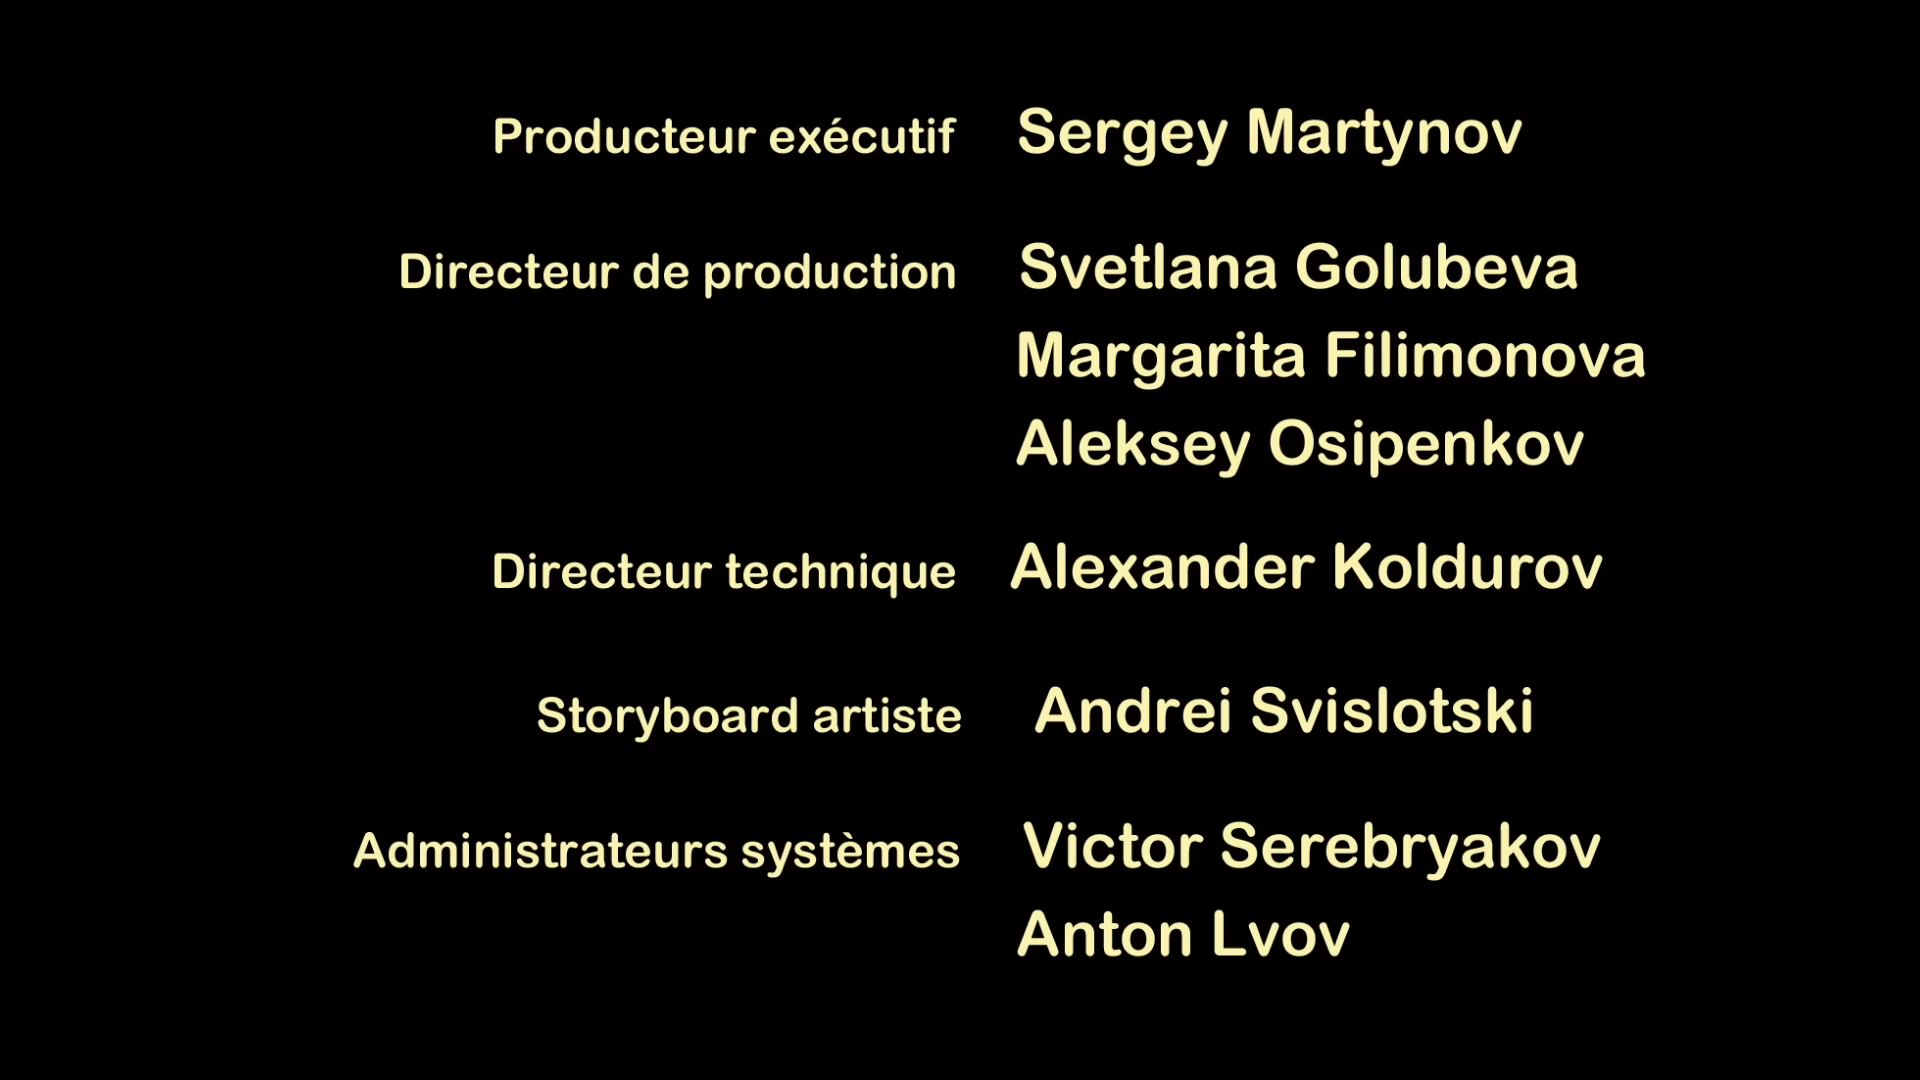 Producteur exécutif Sergey Martynov
Directeur de production Svetlana Golubeva
Margarita Filimonova
Aleksey Osipenkov
Directeur technique Alexander Koldurov
Storyboard artiste Andrei Svislotski
Administrateurs systèmes Victor Serebryakov
Anton Lvov